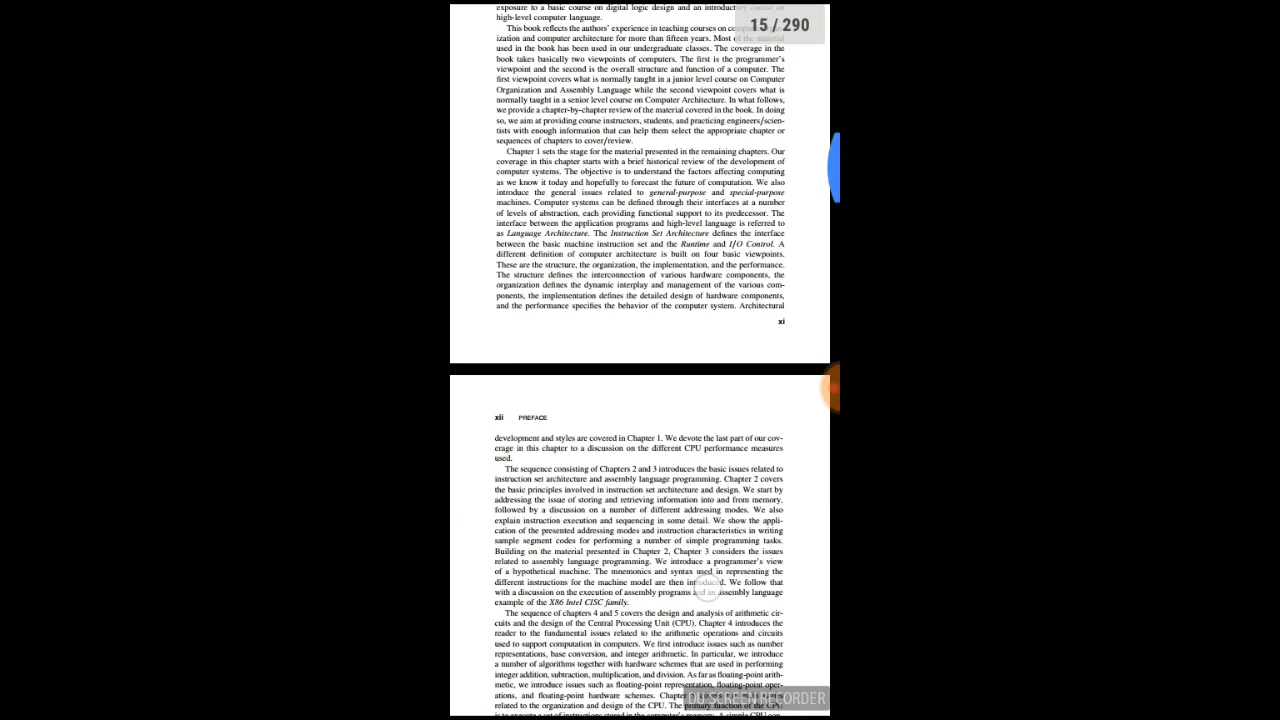 exposure to a basic course on digital logic design and an introductory course on
high-level computer language.
15 / 290
This book reflects the authors' experience in teaching courses on
ization and computer architecture for more than fifteen years. Most of the material
used in the book has been used in our undergraduate classes. The coverage in the
book takes basically two viewpoints of computers. The first is the programmer's
viewpoint and the second is the overall structure and function of a computer. The
first viewpoint covers what is normally taught in a junior level course on Computer
Organization and Assembly Language while the second viewpoint covers what is
normally taught in a senior level course on Computer Architecture. In what follows,
we provide a chapter-by-chapter review of the material covered in the book. In doing
so, we aim at providing course instructors, students, and practicing engineers/scien-
tists with enough information that can help them select the appropriate chapter or
sequences of chapters to cover/review.
Chapter 1 sets the stage for the material presented in the remaining chapters. Our
coverage in this chapter starts with a brief historical review of the development of
computer systems. The objective is to understand the factors affecting computing
as we know it today and hopefully to forecast the future of computation. We also
introduce the general issues related to general-purpose and special-purpose
machines. Computer systems can be defined through their interfaces at a number
of levels of abstraction, each providing functional support to its predecessor. The
interface between the application programs and high-level language is referred to
as Language Architecture. The Instruction Set Architecture defines the interface
between the basic machine instruction set and the Runtime and I/O Control. A
different definition of computer architecture is built on four basic viewpoints.
These are the structure, the organization, the implementation, and the performance.
The structure defines the interconnection of various hardware components, the
organization defines the dynamic interplay and management of the various com-
ponents, the implementation defines the detailed design of hardware components,
and the performance specifies the behavior of the computer system. Architectural
xi
xii PREFACE
development and styles are covered in Chapter 1. We devote the last part of our cov-
erage in this chapter to a discussion on the different CPU performance measures
used.
The sequence consisting of Chapters 2 and 3 introduces the basic issues related to
instruction set architecture and assembly language programming. Chapter 2 covers
the basic principles involved in instruction set architecture and design. We start by
addressing the issue of storing and retrieving information into and from memory,
followed by a discussion on a number of different addressing modes. We also
explain instruction execution and sequencing in some detail. We show the appli-
cation of the presented addressing modes and instruction characteristics in writing
sample segment codes for performing a number of simple programming tasks.
Building on the material presented in Chapter 2, Chapter 3 considers the issues
related to assembly language programming. We introduce a programmer's view
of a hypothetical machine. The mnemonics and syntax used in representing the
different instructions for the machine model are then introduced. We follow that
with a discussion on the execution of assembly programs and an assembly language
example of the X86 Intel CISC family.
The sequence of chapters 4 and 5 covers the design and analysis of arithmetic cir-
cuits and the design of the Central Processing Unit (CPU). Chapter 4 introduces the
reader to the fundamental issues related to the arithmetic operations and circuits
used to support computation in computers. We first introduce issues such as number
representations, base conversion, and integer arithmetic. In particular, we introduce
a number of algorithms together with hardware schemes that are used in performing
integer addition, subtraction, multiplication, and division. As far as floating-point arith-
metic, we introduce issues such as floating-point representation, floating-point oper-
ations, and floating-point hardware schemes. Chapter
DU SCREEN RECORDER
related to the organization and design of the CPU. The primary function of the CPU
is to execute a set of instructions stored in the computer's memory. A simple CPU con-